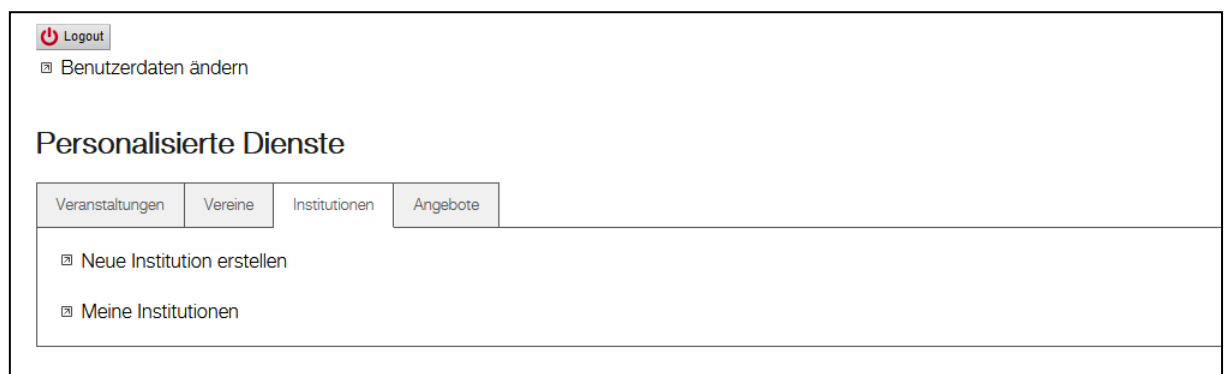 Logout
Benutzerdaten ändern
Personalisierte Dienste
Veranstaltungen Vereine Institutionen Angebote
Neue Institution erstellen
Meine Institutionen